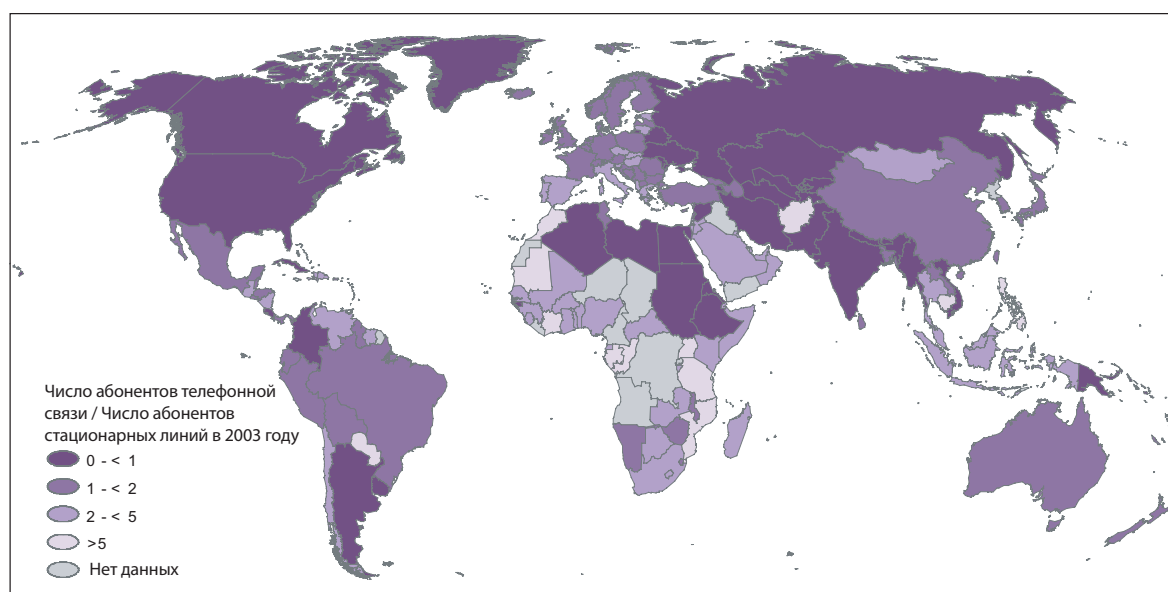 Число абонентов телефонной
связи / Число абонентов
стационарных линий в 2003 году
0 - < 1
1 - < 2
2 - < 5
>5
Нет данных